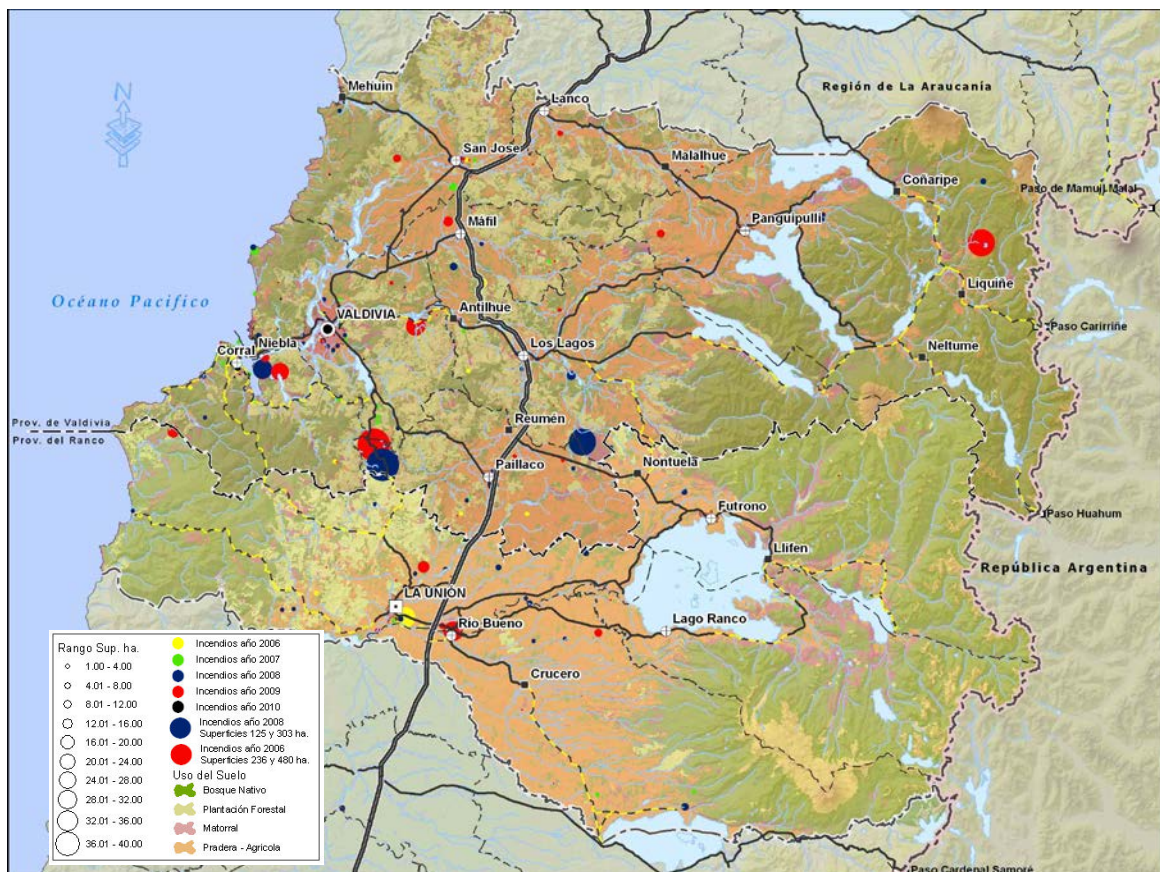 N
Mehuin
Lanco
Región de La Araucanía
San Jose
Malalhue
Coñaripe
Paso de Mamuil Malal
Máfil
Panguipulli
Océano Pacifico
Liquiñe
VALDIVIA
Antilhue
Paso Carirriñe
Corral
Niebla
Los Lagos
Neltume
Prov. de Valdivia
Prov. del Ranco
Reumén
Nontuela
Paillaco
Futrono
Paso Huahum
Llifen
República Argentina
LA UNIÓN
Rio Bueno
Lago Ranco
Crucero
Paso Cardenal Samoré
Rango Sup. ha.
1.00 - 4.00
4.01 - 8.00
8.01 - 12.00
12.01 - 16.00
16.01 - 20.00
20.01 - 24.00
24.01 - 28.00
28.01 - 32.00
32.01 - 36.00
36.01 - 40.00
Incendios año 2006
Incendios año 2007
Incendios año 2008
Incendios año 2009
Incendios año 2010
Incendios año 2008
Superficies 125 y 303 ha.
Incendios año 2006
Superficies 236 y 480 ha.
Uso del Suelo
Bosque Nativo
Plantación Forestal
Matorral
Pradera - Agricola